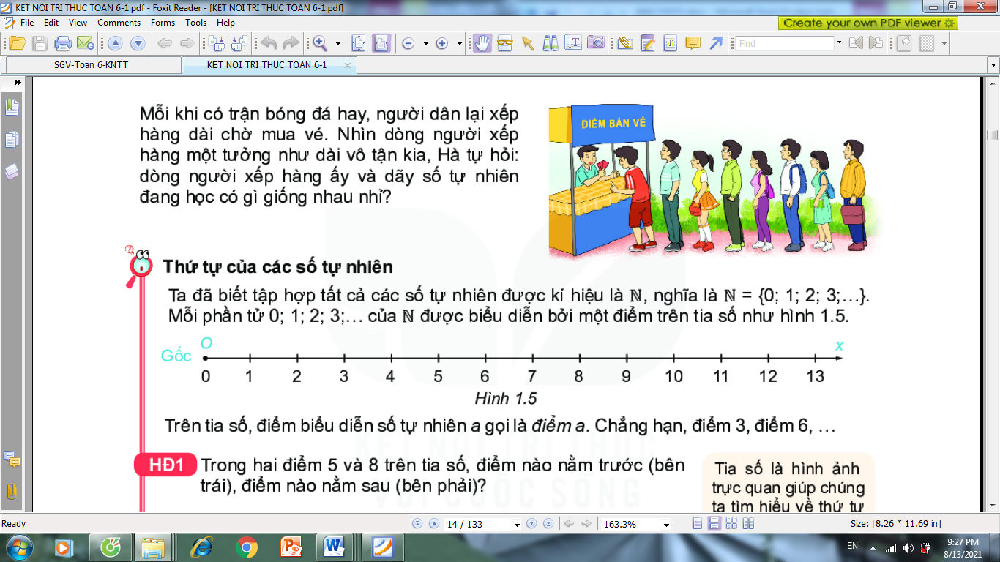 KET NOI TRI THUC TOAN 6-1.pdf - Foxit Reader - [KET NOI TRI THUC TOAN 6-1.pdf]
File Edit View Comments Forms Tools Help
Create your own PDF viewer
Find
SGV-Toan 6-KNTT
KET NOI TRI THUC TOAN 6-1
Mỗi khi có trận bóng đá hay, người dân lại xếp
hàng dài chờ mua vé. Nhìn dòng người xếp
hàng một tưởng như dài vô tận kia, Hà tự hỏi:
dòng người xếp hàng ấy và dãy số tự nhiên
đang học có gì giống nhau nhỉ?
ĐIỂM BÁN VÉ
Thứ tự của các số tự nhiên
Ta đã biết tập hợp tất cả các số tự nhiên được kí hiệu là ℕ, nghĩa là ℕ = {0; 1; 2; 3;…}.
Mỗi phần tử 0; 1; 2; 3;… của ℕ được biểu diễn bởi một điểm trên tia số như hình 1.5.
O x
Gốc
0 1 2 3 4 5 6 7 8 9 10 11 12 13
Hình 1.5
Trên tia số, điểm biểu diễn số tự nhiên a gọi là điểm a. Chẳng hạn, điểm 3, điểm 6, …
KẾT NỐI TRI THỨC
VỚI CUỘC SỐNG
HĐ1 Trong hai điểm 5 và 8 trên tia số, điểm nào nằm trước (bên
trái), điểm nào nằm sau (bên phải)?
Tia số là hình ảnh
trực quan giúp chúng
ta tìm hiểu về thứ tự
Ready
14 / 133
163.3%
Size: [8.26 * 11.69 in]
EN
9:27 PM
8/13/2021